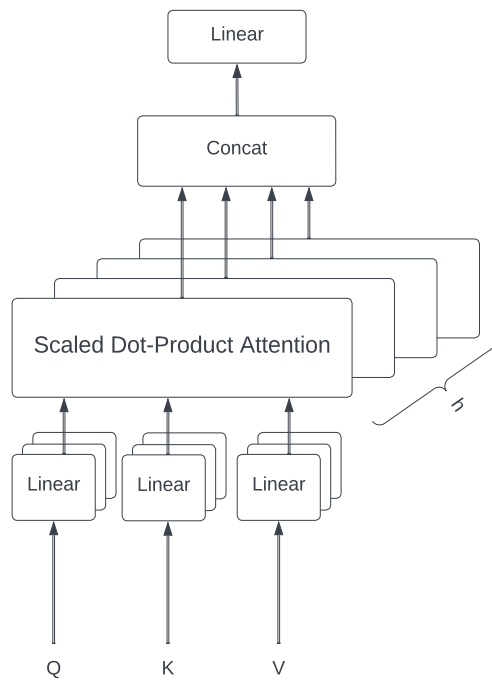 Linear
Concat
Scaled Dot-Product Attention
h
Linear Linear Linear
Q K V